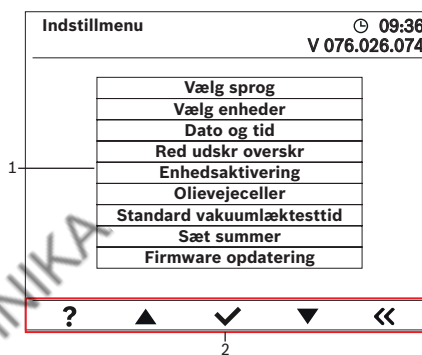 Indstillmenu 09:36
V 076.026.074
Vælg sprog
Vælg enheder
Dato og tid
Red udskr overskr
1
Enhedsaktivering
Olievejeceller
Standard vakuumlæktesttid
Sæt summer
Firmware opdatering
?
2